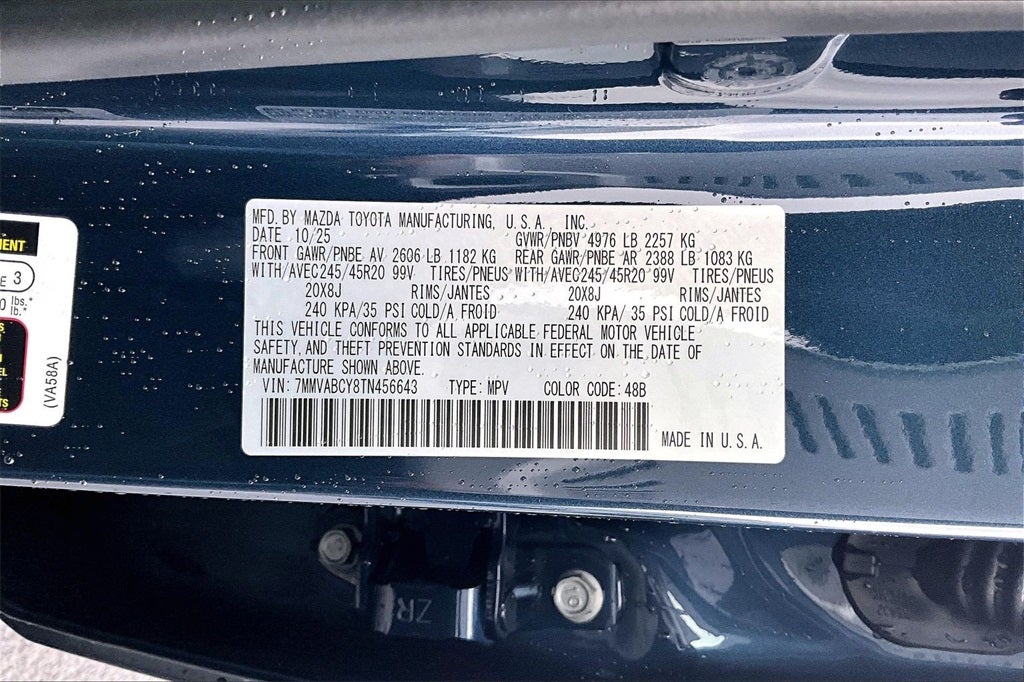 MFD. BY MAZDA TOYOTA MANUFACTURING, U.S.A. INC.
DATE 10/25 GVWR/PNBV 4976 LB 2257 KG
FRONT GAWR/PNBE AV 2606 LB 1182 KG REAR GAWR/PNBE AR 2388 LB 1083 KG
WITH/AVEC245/45R20 99V TIRES/PNEUS WITH/AVEC245/45R20 99V TIRES/PNEUS
20X8J RIMS/JANTES 20X8J RIMS/JANTES
240 KPA/35 PSI COLD/A FROID 240 KPA/35 PSI COLD/A FROID
THIS VEHICLE CONFORMS TO ALL APPLICABLE FEDERAL MOTOR VEHICLE
SAFETY, AND THEFT PREVENTION STANDARDS IN EFFECT ON THE DATE OF
MANUFACTURE SHOWN ABOVE.
VIN: 7MMVABCY8TN456643 TYPE: MPV COLOR CODE: 48B
MADE IN U.S.A.
3
lbs.*
lb.*
(VA58A)
ZR